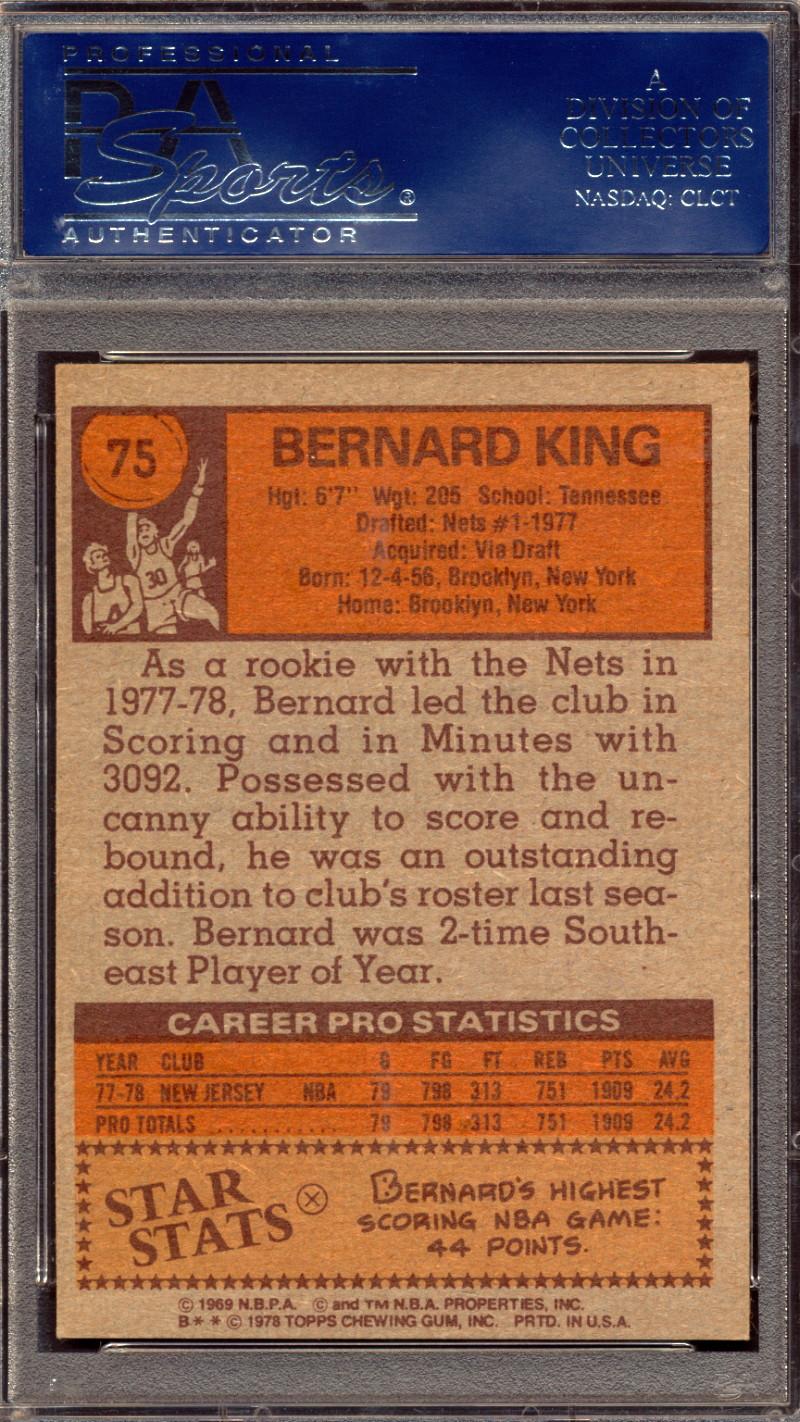 PROFESSIONAL
PSA
Sports®
AUTHENTICATOR
A
DIVISION OF
COLLECTORS
UNIVERSE
NASDAQ: CLCT
75
BERNARD KING
Hgt: 6'7" Wgt: 205 School: Tennessee
Drafted: Nets #1-1977
Acquired: Via Draft
Born: 12-4-56, Brooklyn, New York
Home: Brooklyn, New York
30
As a rookie with the Nets in
1977-78, Bernard led the club in
Scoring and in Minutes with
3092. Possessed with the un-
canny ability to score and re-
bound, he was an outstanding
addition to club's roster last sea-
son. Bernard was 2-time South-
east Player of Year.
CAREER PRO STATISTICS
YEAR CLUB G FG FT REB PTS AVG
77-78 NEW JERSEY NBA 79 798 313 751 1909 24.2
PRO TOTALS ........... 79 798 313 751 1909 24.2
STAR
STATS
BERNARD'S HIGHEST
SCORING NBA GAME:
44 POINTS.
© 1969 N.B.P.A. © and TM N.B.A. PROPERTIES, INC.
B* * © 1978 TOPPS CHEWING GUM, INC. PRTD. IN U.S.A.